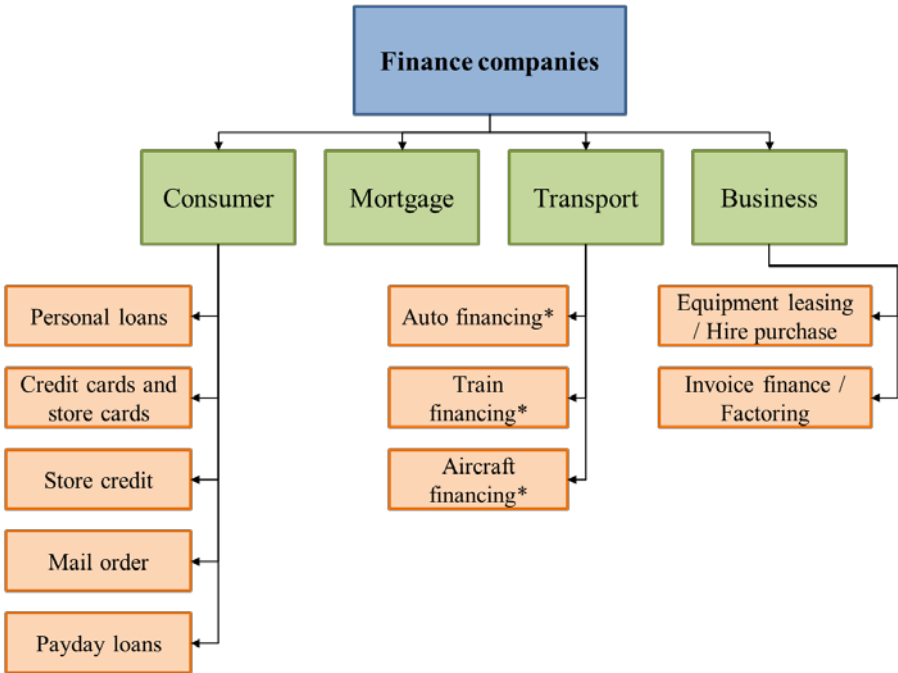 Finance companies
Consumer
Mortgage
Transport
Business
Personal loans
Credit cards and
store cards
Store credit
Mail order
Payday loans
Auto financing*
Train
financing*
Aircraft
financing*
Equipment leasing
/ Hire purchase
Invoice finance /
Factoring